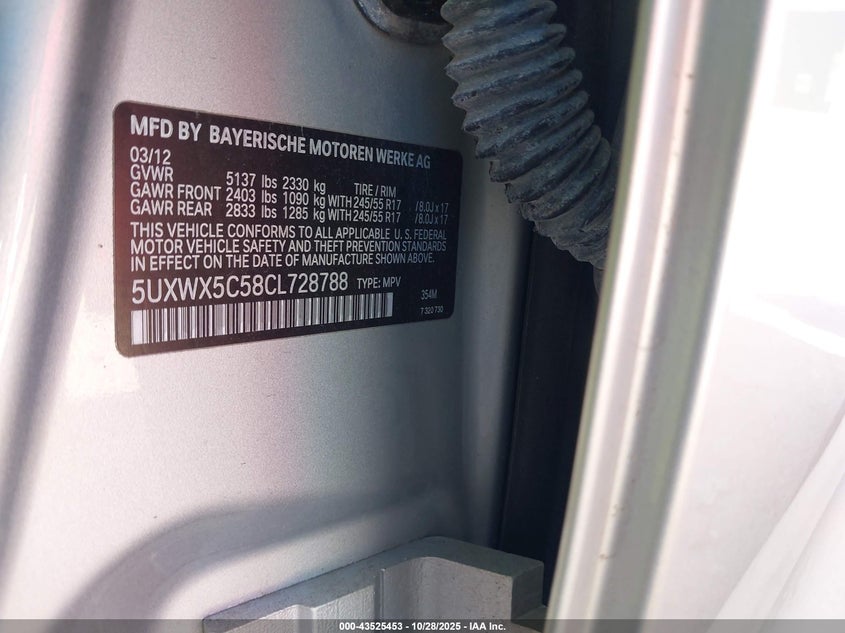 MFD BY BAYERISCHE MOTOREN WERKE AG
03/12
GVWR 5137 lbs 2330 kg TIRE / RIM
GAWR FRONT 2403 lbs 1090 kg WITH 245/55 R17 / 8.0J x 17
GAWR REAR 2833 lbs 1285 kg WITH 245/55 R17 / 8.0J x 17
THIS VEHICLE CONFORMS TO ALL APPLICABLE U. S. FEDERAL
MOTOR VEHICLE SAFETY AND THEFT PREVENTION STANDARDS
IN EFFECT ON THE DATE OF MANUFACTURE SHOWN ABOVE.
5UXWX5C58CL728788 TYPE: MPV
354M
7 320 730
000-43525453 | 10/28/2025 | IAA Inc.